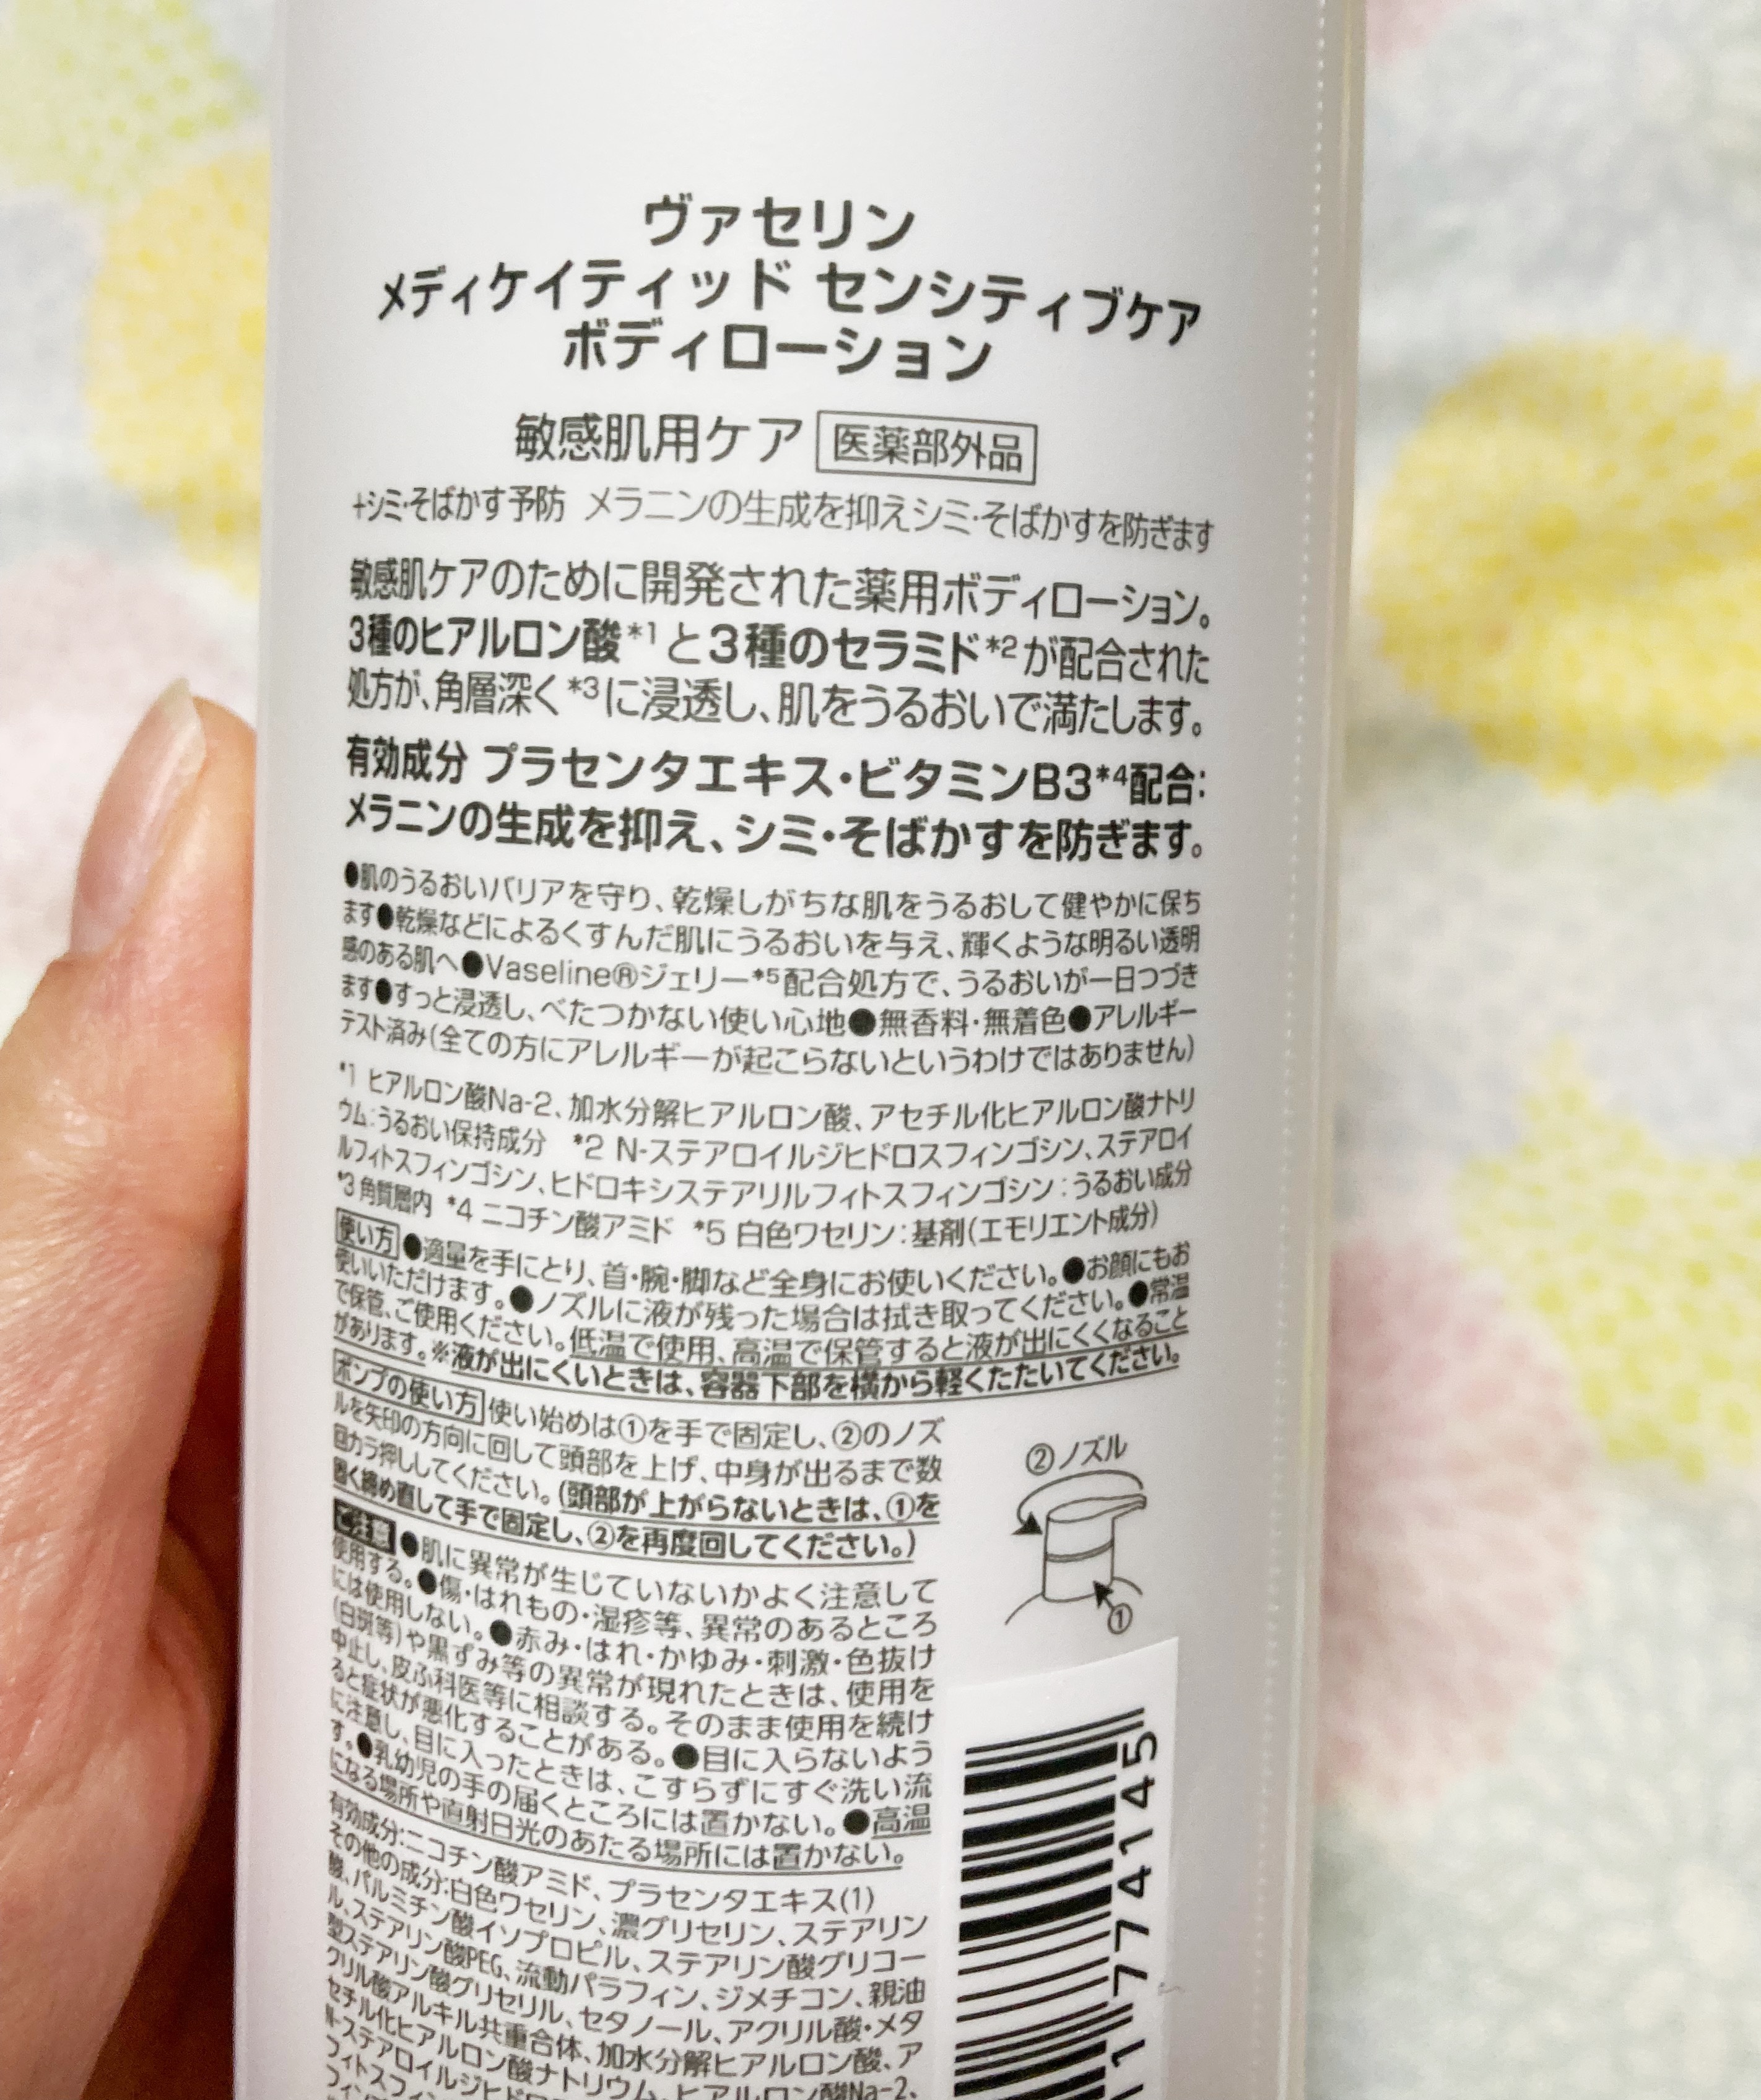 ヴァセリン
メディケイティッド センシティブケア
ボディローション
敏感肌用ケア 医薬部外品
+シミ・そばかす予防 メラニンの生成を抑えシミ・そばかすを防ぎます
敏感肌ケアのために開発された薬用ボディローション。
3種のヒアルロン酸*1と3種のセラミド*2が配合された
処方が、角層深く*3に浸透し、肌をうるおいで満たします。
有効成分 プラセンタエキス・ビタミンB3*4配合:
メラニンの生成を抑え、シミ・そばかすを防ぎます。
●肌のうるおいバリアを守り、乾燥しがちな肌をうるおして健やかに保ち
ます●乾燥などによるくすんだ肌にうるおいを与え、輝くような明るい透明
感のある肌へ●Vaseline®ジェリー*5配合処方で、うるおいが一日つづき
ます●すっと浸透し、べたつかない使い心地●無香料・無着色●アレルギー
テスト済み(全ての方にアレルギーが起こらないというわけではありません)
*1 ヒアルロン酸Na-2、加水分解ヒアルロン酸、アセチル化ヒアルロン酸ナトリ
ウム:うるおい保持成分 *2 N-ステアロイルジヒドロスフィンゴシン、ステアロイ
ルフィトスフィンゴシン、ヒドロキシステアリルフィトスフィンゴシン:うるおい成分
*3 角質層内 *4 ニコチン酸アミド *5 白色ワセリン:基剤(エモリエント成分)
使い方 ●適量を手にとり、首・腕・脚など全身にお使いください。●お顔にもお
使いいただけます。●ノズルに液が残った場合は拭き取ってください。●常温
で保管、ご使用ください。低温で使用、高温で保管すると液が出にくくなること
があります。※液が出にくいときは、容器下部を横から軽くたたいてください。
ポンプの使い方 使い始めは①を手で固定し、②のノズ
ルを矢印の方向に回して頭部を上げ、中身が出るまで数
回カラ押ししてください。(頭部が上がらないときは、①を
固く締め直して手で固定し、②を再度回してください。)
②ノズル
①
ご注意 ●肌に異常が生じていないかよく注意して
使用する。●傷・はれもの・湿疹等、異常のあるところ
には使用しない。●赤み・はれ・かゆみ・刺激・色抜け
(白斑等)や黒ずみ等の異常が現れたときは、使用を
中止し、皮ふ科医等に相談する。そのまま使用を続け
ると症状が悪化することがある。●目に入らないよう
に注意し、目に入ったときは、こすらずにすぐ洗い流
す。●乳幼児の手の届くところには置かない。●高温
になる場所や直射日光のあたる場所には置かない。
有効成分:ニコチン酸アミド、プラセンタエキス(1)
その他の成分:白色ワセリン、濃グリセリン、ステアリン
酸、パルミチン酸イソプロピル、ステアリン酸グリコー
ル、ステアリン酸PEG、流動パラフィン、ジメチコン、親油
型ステアリン酸グリセリル、セタノール、アクリル酸・メタ
クリル酸アルキル共重合体、加水分解ヒアルロン酸、ア
セチル化ヒアルロン酸ナトリウム、ヒアルロン酸Na-2、
ステアロイルジヒドロ
フィトスフィン
774145